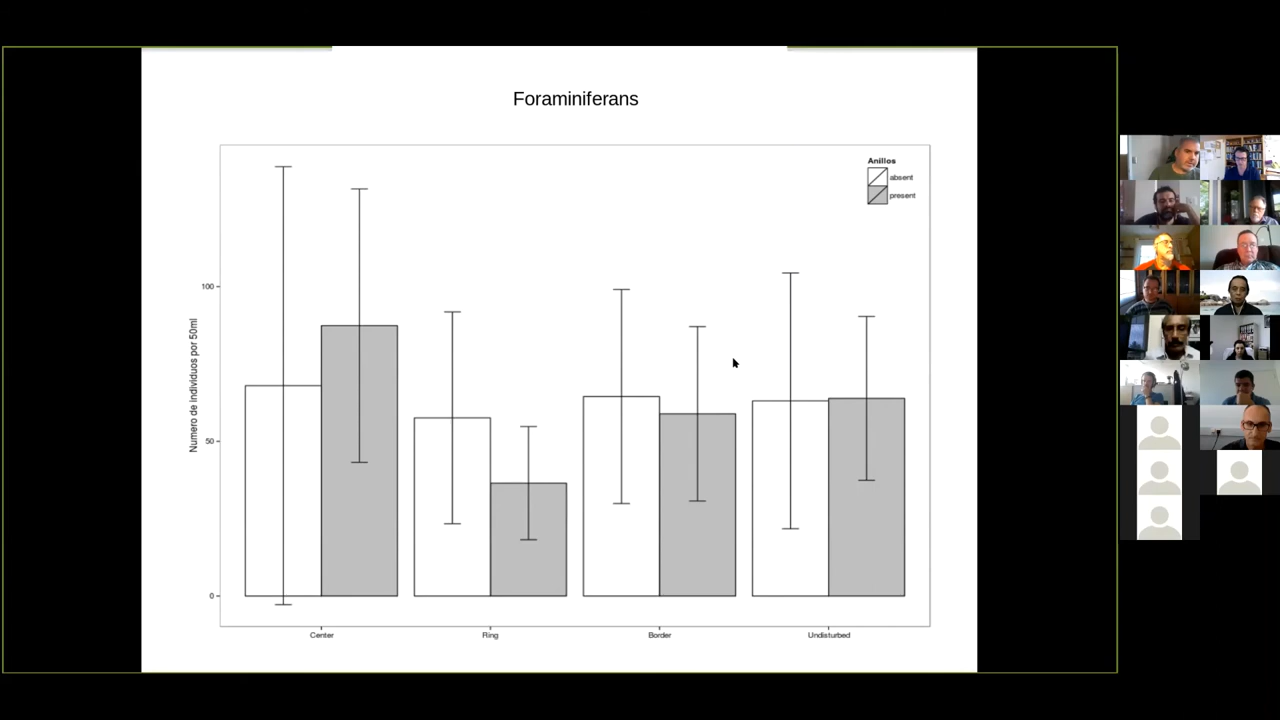 Foraminiferans
Anillos
absent
present
Numero de individuos por 50ml
100
50
0
Center
Ring
Border
Undisturbed